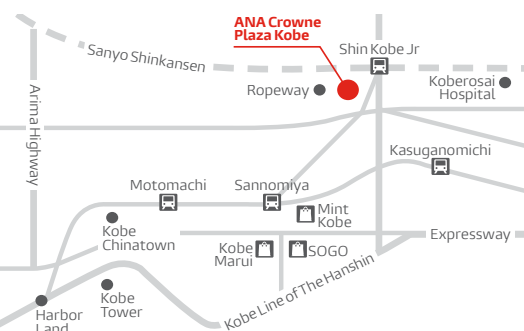 ANA Crowne
Plaza Kobe
Shin Kobe Jr
Sanyo Shinkansen
Ropeway
Koberosai
Hospital
Arima Highway
Kasuganomichi
Motomachi
Sannomiya
Mint
Kobe
Kobe
Chinatown
Expressway
Kobe
Marui
SOGO
Kobe Line of The Hanshin
Kobe
Tower
Harbor
Land